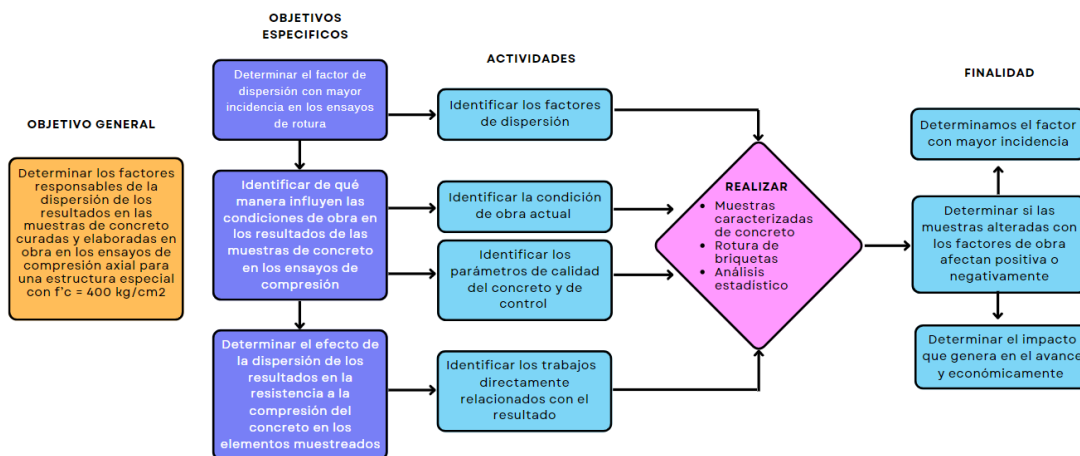 OBJETIVO GENERAL
Determinar los factores
responsables de la
dispersión de los
resultados en las
muestras de concreto
curadas y elaboradas en
obra en los ensayos de
compresión axial para
una estructura especial
con f'c = 400 kg/cm2
OBJETIVOS
ESPECIFICOS
Determinar el factor de
dispersión con mayor
incidencia en los ensayos
de rotura
Identificar de qué
manera influyen las
condiciones de obra en
los resultados de las
muestras de concreto
en los ensayos de
compresión
Determinar el efecto de
la dispersión de los
resultados en la
resistencia a la
compresión del
concreto en los
elementos muestreados
ACTIVIDADES
Identificar los factores
de dispersión
Identificar la condición
de obra actual
Identificar los
parámetros de calidad
del concreto y de
control
Identificar los trabajos
directamente
relacionados con el
resultado
REALIZAR
• Muestras
caracterizadas
de concreto
• Rotura de
briquetas
• Análisis
estadístico
FINALIDAD
Determinamos el factor
con mayor incidencia
Determinar si las
muestras alteradas con
los factores de obra
afectan positiva o
negativamente
Determinar el impacto
que genera en el avance
y económicamente